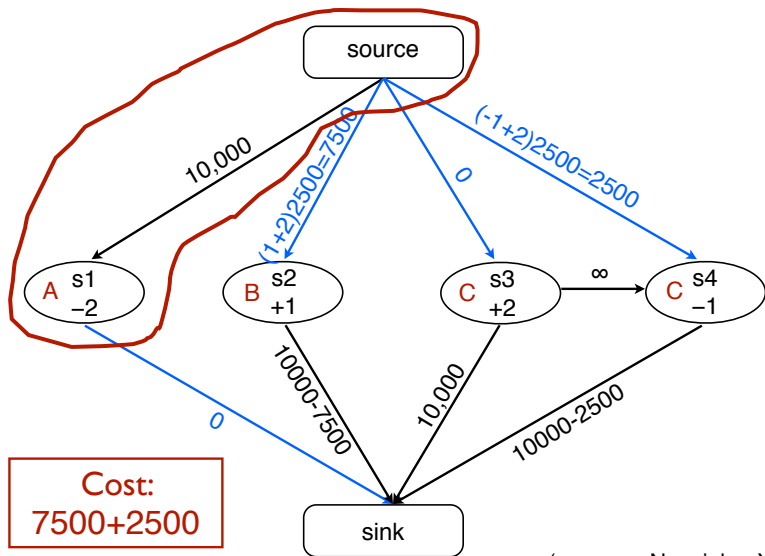 source
10,000
(1+2)2500=7500
0
(-1+2)2500=2500
A
s1
−2
B
s2
+1
C
s3
+2
∞
C
s4
−1
0
10000-7500
10,000
10000-2500
Cost:
7500+2500
sink